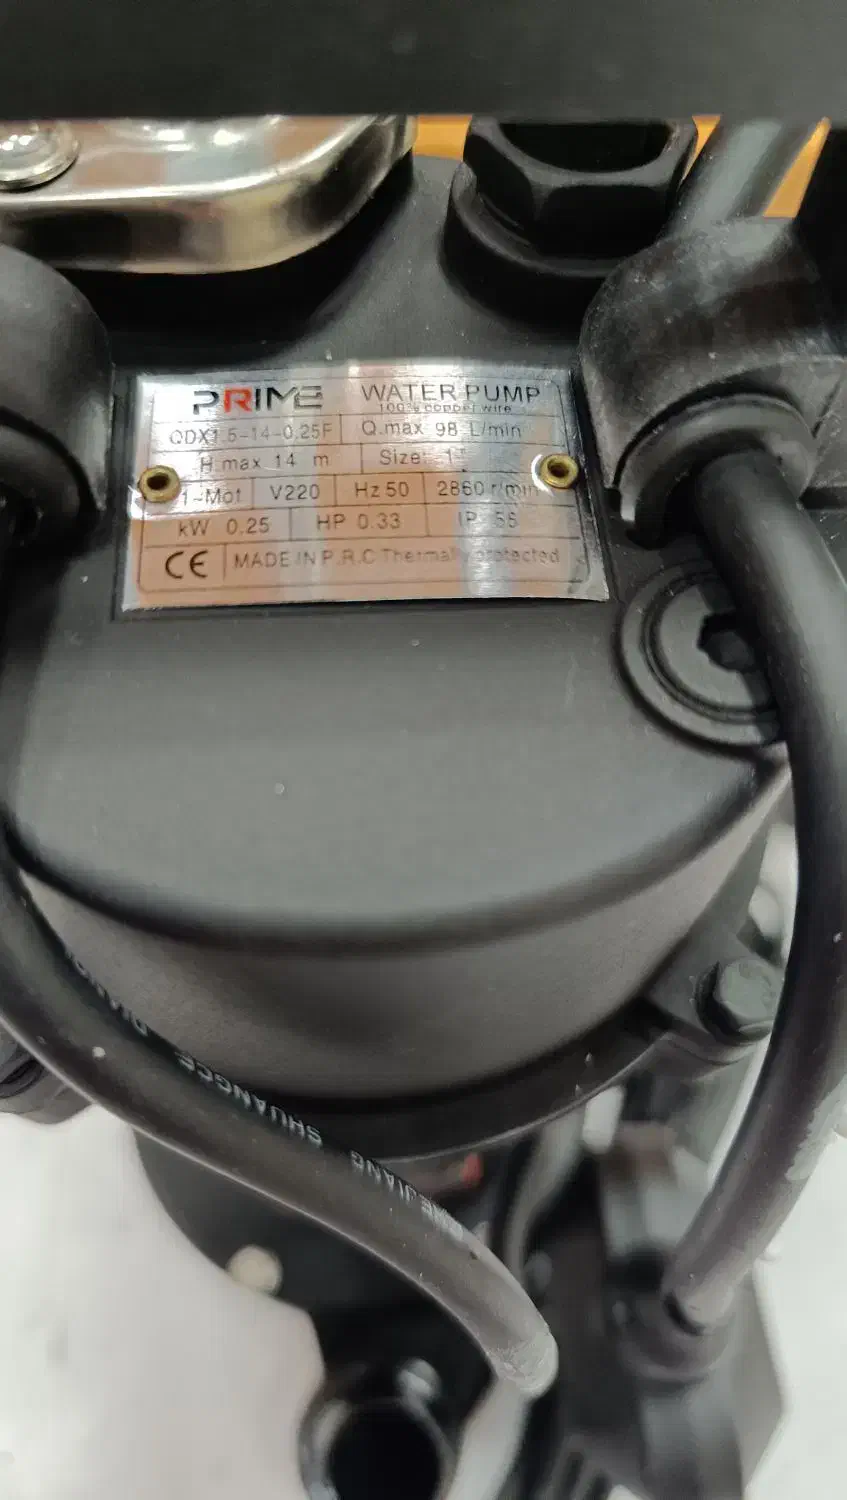 PRIME WATER PUMP
100% copper wire
QDX1.5-14-0.25F Q.max 98 L/min
H.max 14 m Size 1"
1~Mot V220 Hz 50 2860 r/min
kW 0.25 HP 0.33 IP 55
CE MADE IN P.R.C Thermally protected
SHUANGCE